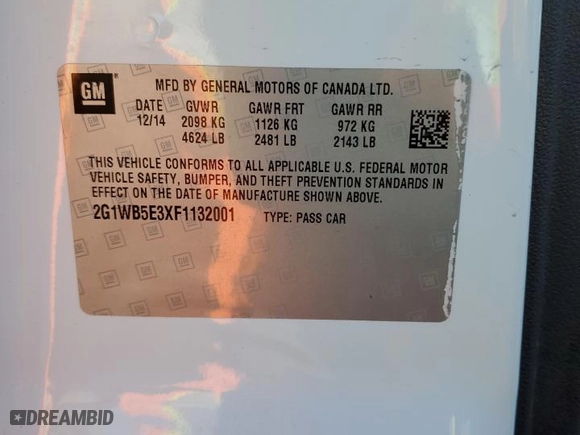 GM
MFD BY GENERAL MOTORS OF CANADA LTD.
DATE GVWR GAWR FRT GAWR RR
12/14 2098 KG 1126 KG 972 KG
4624 LB 2481 LB 2143 LB
THIS VEHICLE CONFORMS TO ALL APPLICABLE U.S. FEDERAL MOTOR
VEHICLE SAFETY, BUMPER, AND THEFT PREVENTION STANDARDS IN
EFFECT ON THE DATE OF MANUFACTURE SHOWN ABOVE.
2G1WB5E3XF1132001 TYPE: PASS CAR
DREAMBID